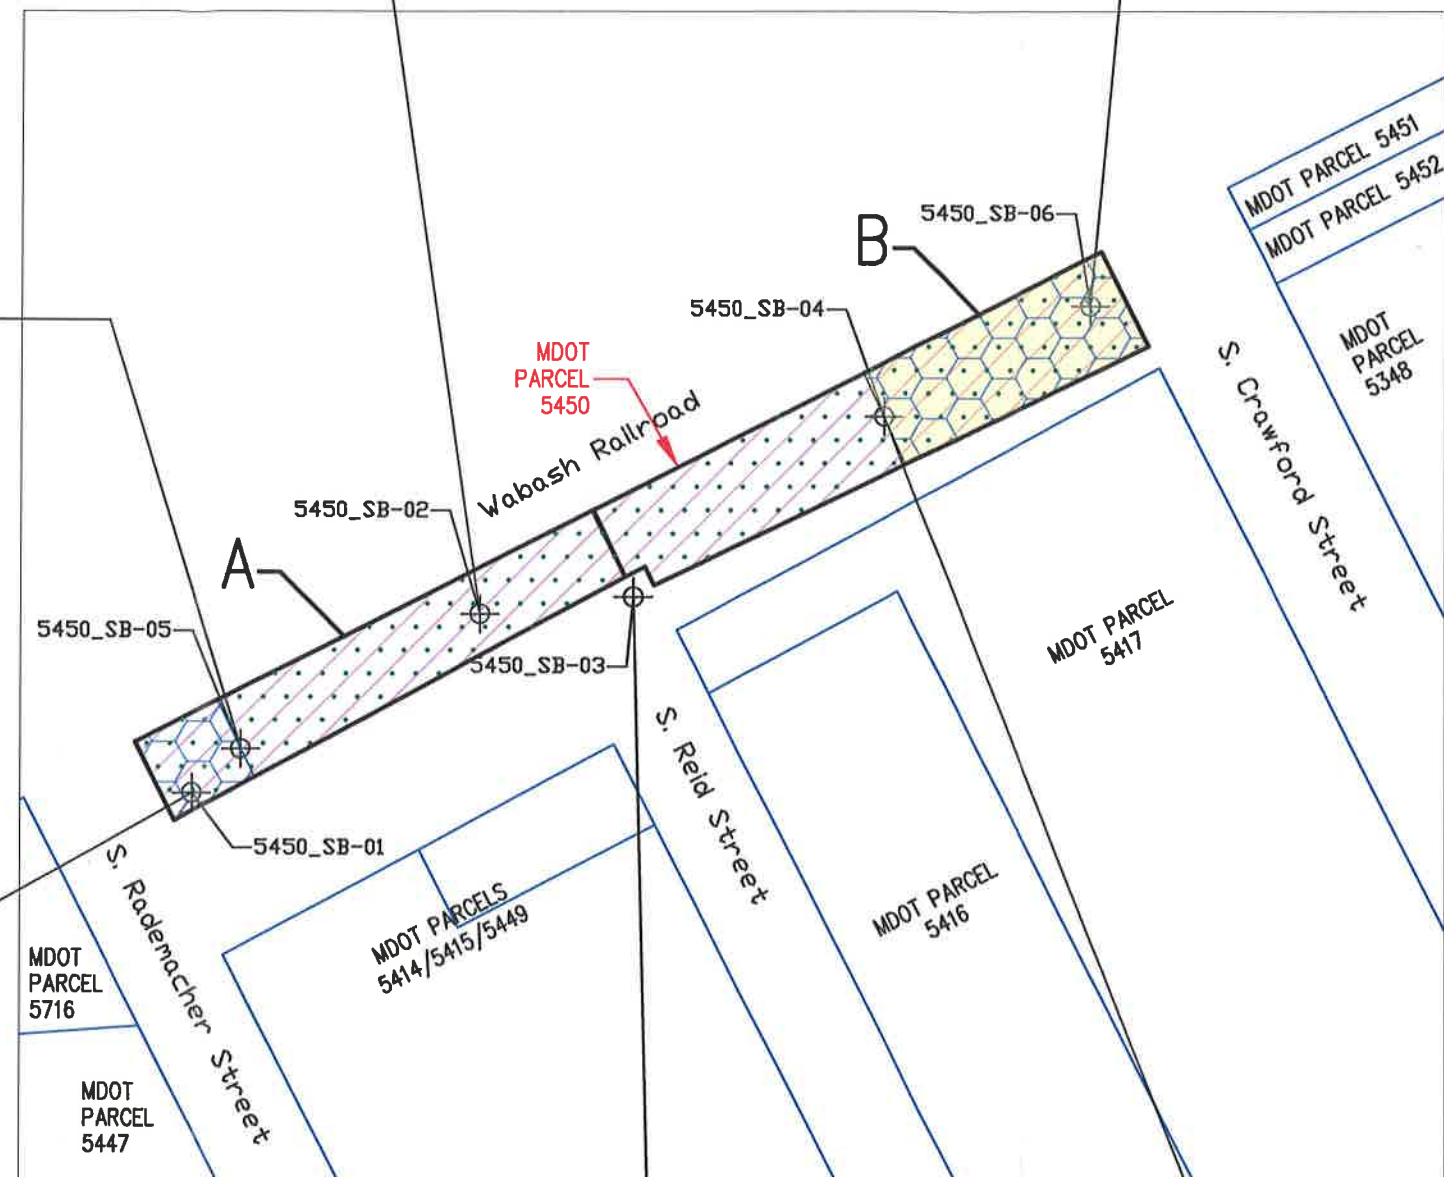 MDOT PARCEL 5451
MDOT PARCEL 5452
B
5450_SB-06
5450_SB-04
MDOT
PARCEL
5450
MDOT
PARCEL
5348
S. Crawford Street
Wabash Railroad
5450_SB-02
A
5450_SB-05
5450_SB-03
MDOT PARCEL
5417
S. Reid Street
5450_SB-01
S. Rademacher Street
MDOT PARCELS
5414/5415/5449
MDOT PARCEL
5416
MDOT
PARCEL
5716
MDOT
PARCEL
5447